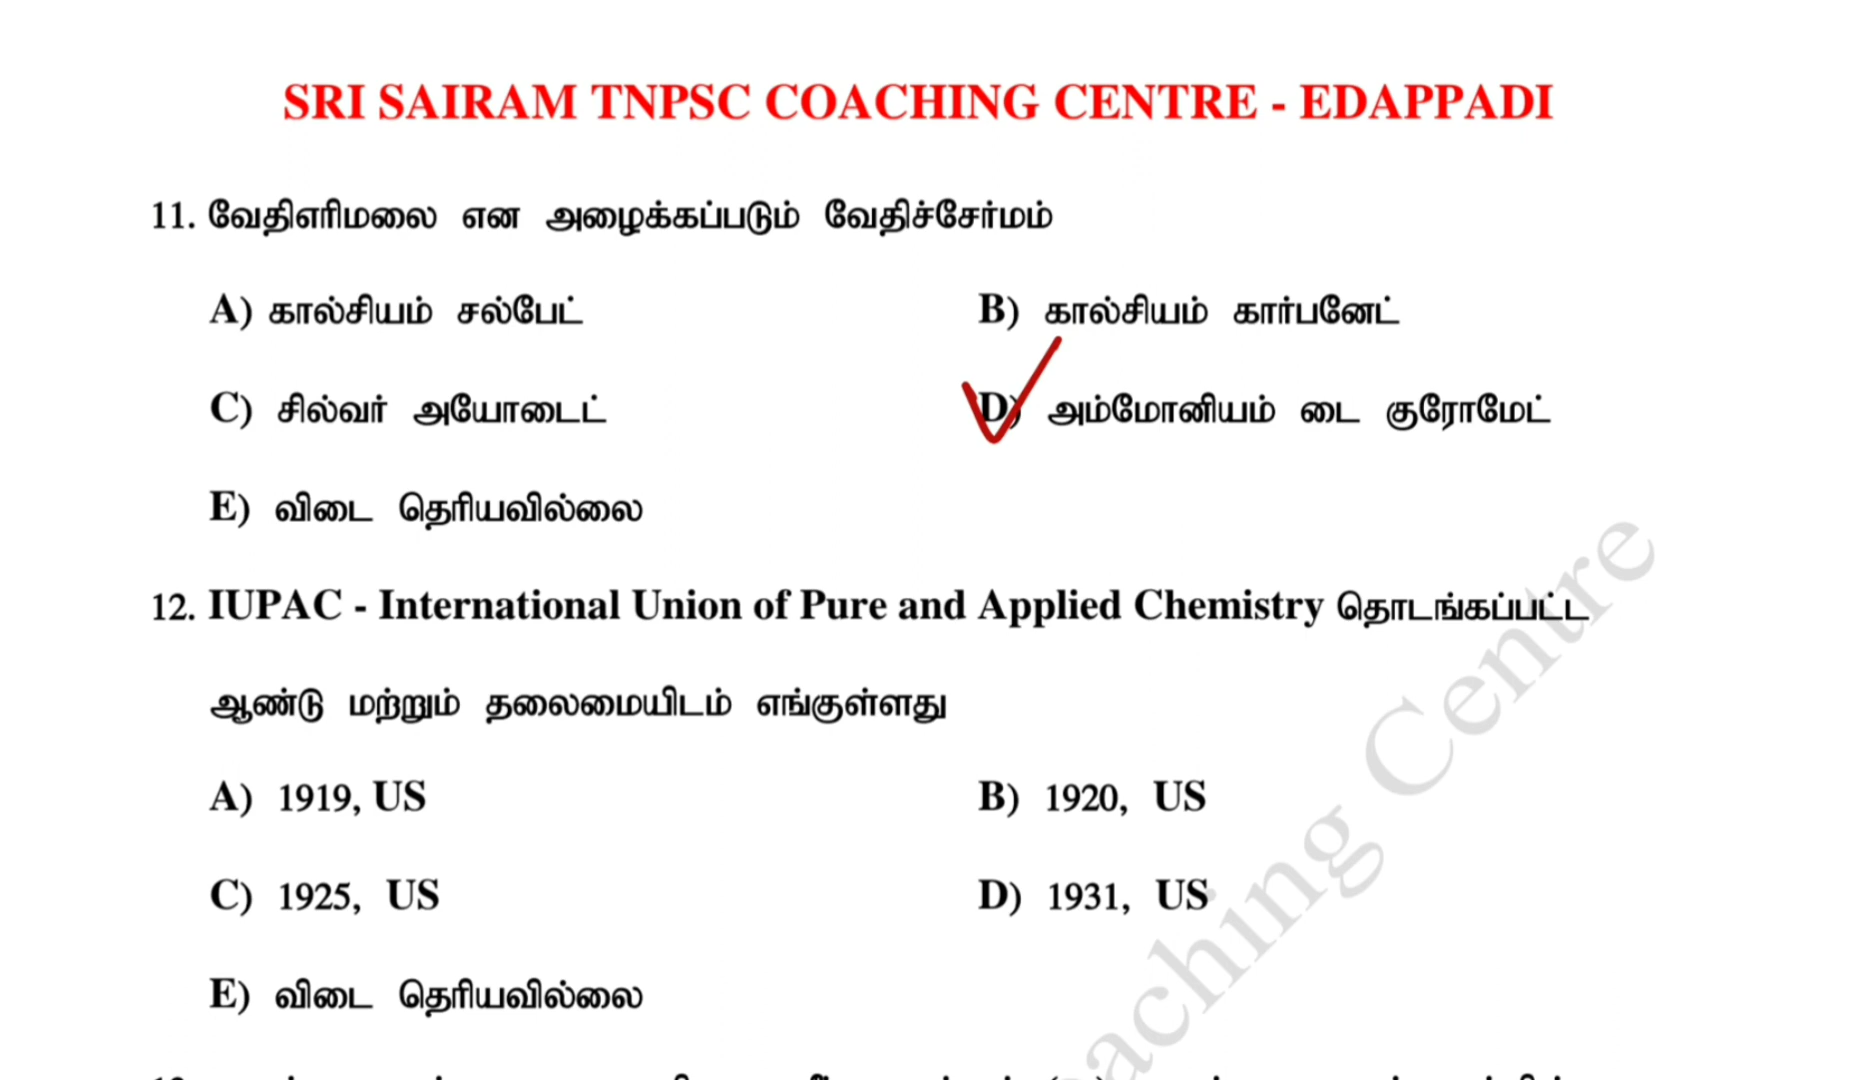 SRI SAIRAM TNPSC COACHING CENTRE - EDAPPADI
11. வேதிஎரிமலை என அழைக்கப்படும் வேதிச்சேர்மம்
A) கால்சியம் சல்பேட் B) கால்சியம் கார்பனேட்
C) சில்வர் அயோடைட் D) அம்மோனியம் டை குரோமேட்
E) விடை தெரியவில்லை
12. IUPAC - International Union of Pure and Applied Chemistry தொடங்கப்பட்ட
ஆண்டு மற்றும் தலைமையிடம் எங்குள்ளது
A) 1919, US B) 1920, US
C) 1925, US D) 1931, US
E) விடை தெரியவில்லை
aching Centre